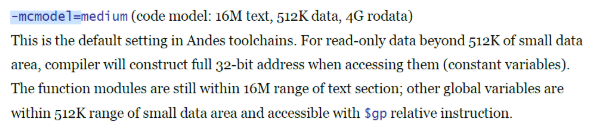 -mcmodel=medium (code model: 16M text, 512K data, 4G rodata)
This is the default setting in Andes toolchains. For read-only data beyond 512K of small data
area, compiler will construct full 32-bit address when accessing them (constant variables).
The function modules are still within 16M range of text section; other global variables are
within 512K range of small data area and accessible with $gp relative instruction.